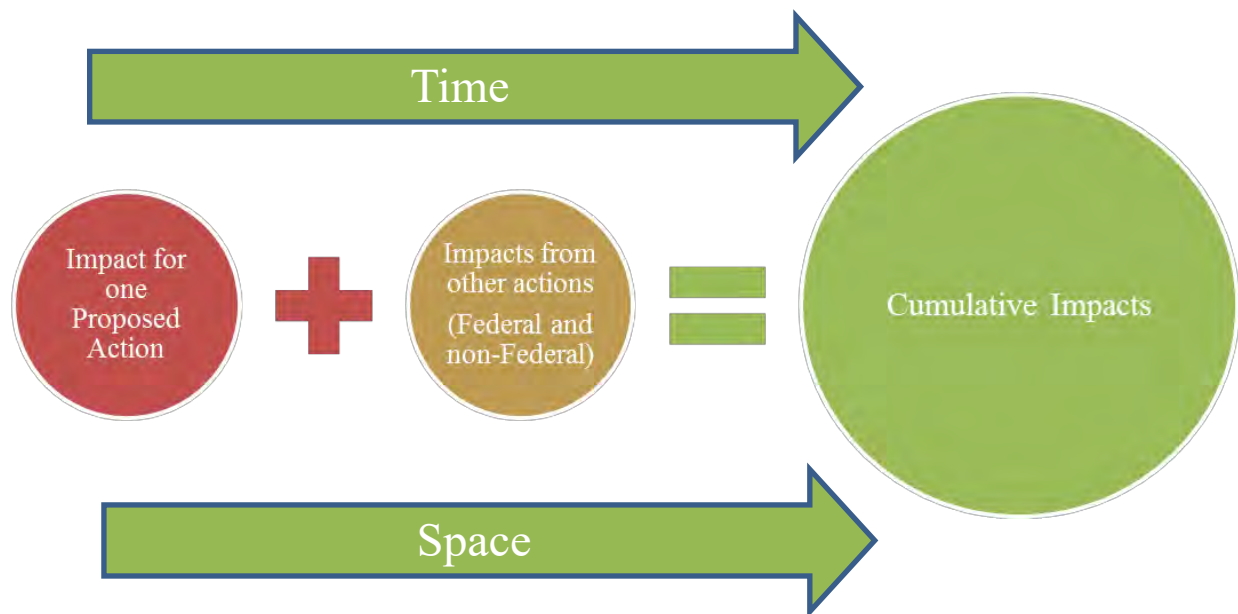 Time
Impact for
one
Proposed
Action
Impacts from
other actions
(Federal and
non-Federal)
Cumulative Impacts
Space